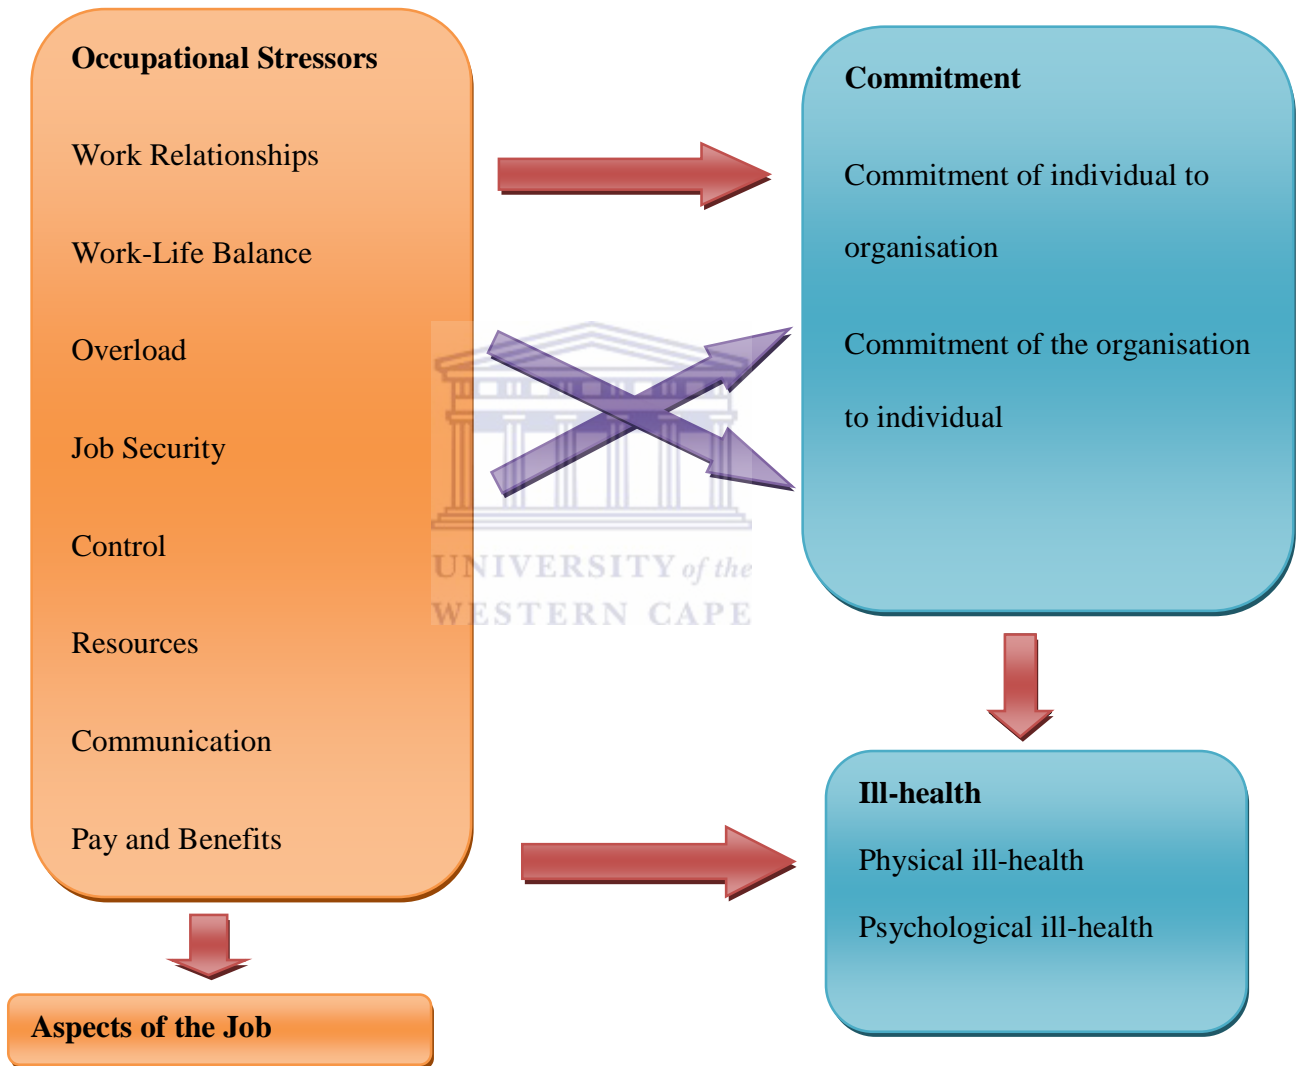 Occupational Stressors
Work Relationships
Work-Life Balance
Overload
Job Security
Control
Resources
Communication
Pay and Benefits
Aspects of the Job
Commitment
Commitment of individual to
organisation
Commitment of the organisation
to individual
Ill-health
Physical ill-health
Psychological ill-health
UNIVERSITY of the
WESTERN CAPE